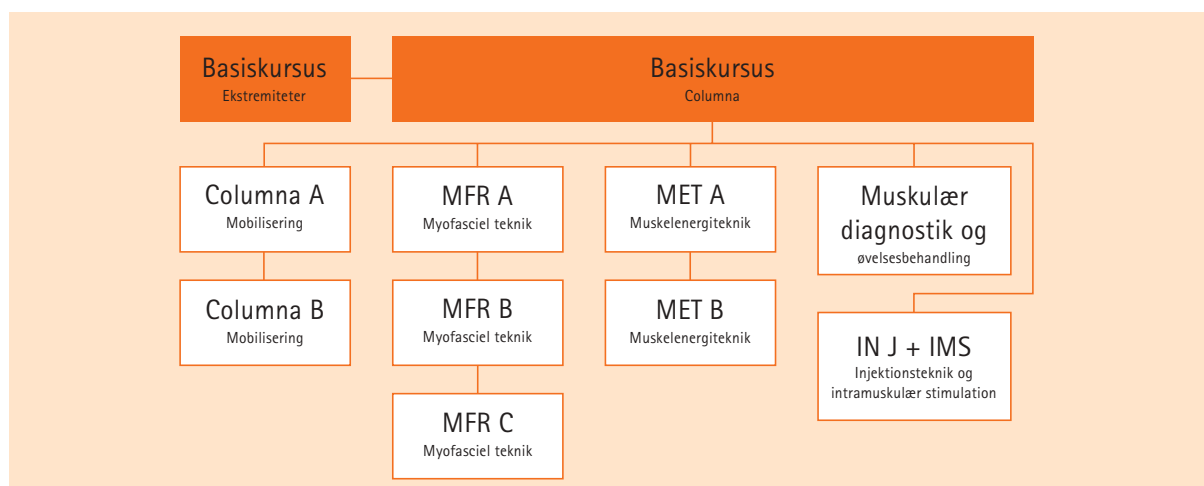 Basiskursus
Ekstremiteter
Basiskursus
Columna
Columna A
Mobilisering
MFR A
Myofasciel teknik
MET A
Muskelenergiteknik
Muskulær
diagnostik og
øvelsesbehandling
Columna B
Mobilisering
MFR B
Myofasciel teknik
MET B
Muskelenergiteknik
IN J + IMS
Injektionsteknik og
intramuskulær stimulation
MFR C
Myofasciel teknik